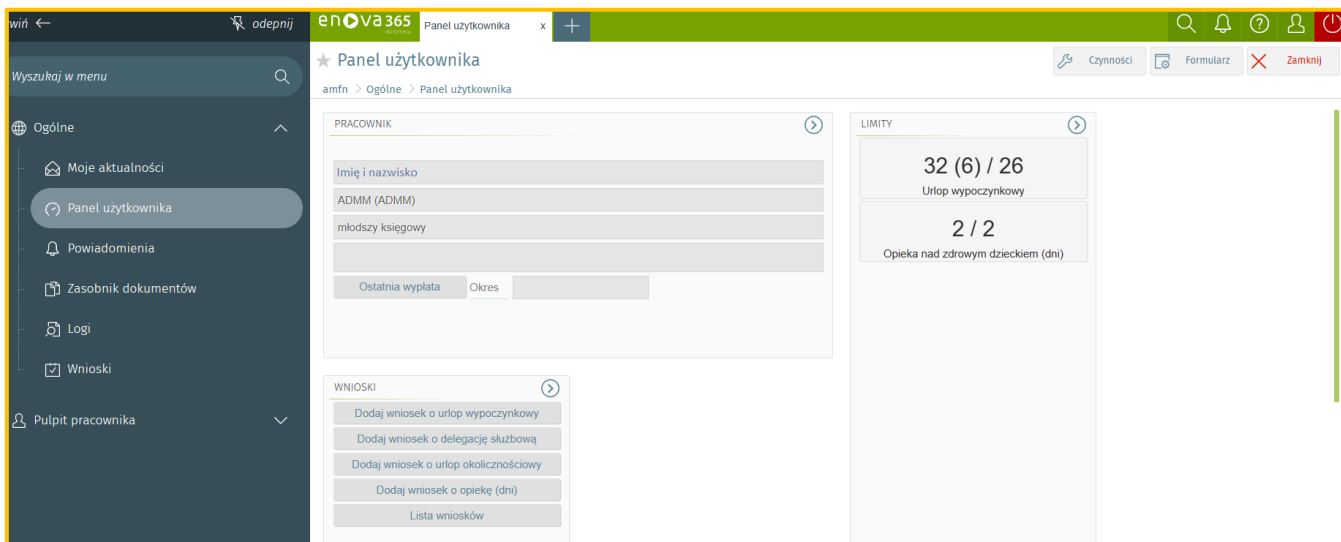 wiń
odepnij
enova365
dla biznesu
Panel użytkownika
x
Panel użytkownika
Czynności
Formularz
Zamknij
amfn > Ogólne > Panel użytkownika
Wyszukaj w menu
Ogólne
Moje aktualności
Panel użytkownika
Powiadomienia
Zasobnik dokumentów
Logi
Wnioski
Pulpit pracownika
PRACOWNIK
Imię i nazwisko
ADMM (ADMM)
młodszy księgowy
Ostatnia wypłata
Okres
LIMITY
32 (6) / 26
Urlop wypoczynkowy
2 / 2
Opieka nad zdrowym dzieckiem (dni)
WNIOSKI
Dodaj wniosek o urlop wypoczynkowy
Dodaj wniosek o delegację służbową
Dodaj wniosek o urlop okolicznościowy
Dodaj wniosek o opiekę (dni)
Lista wniosków